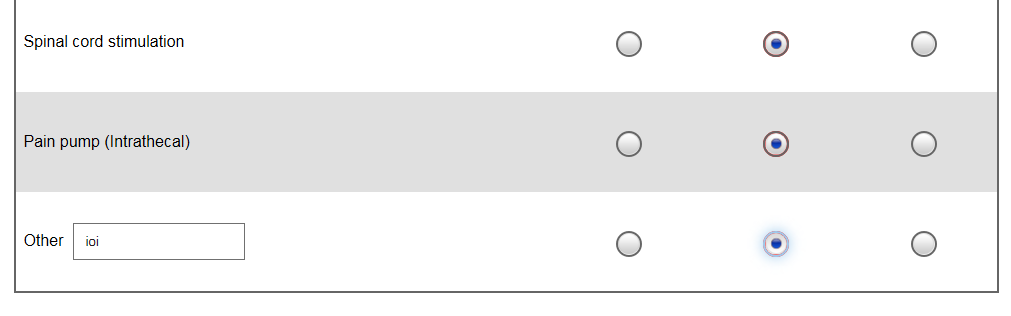 Spinal cord stimulation
Pain pump (Intrathecal)
Other ioi